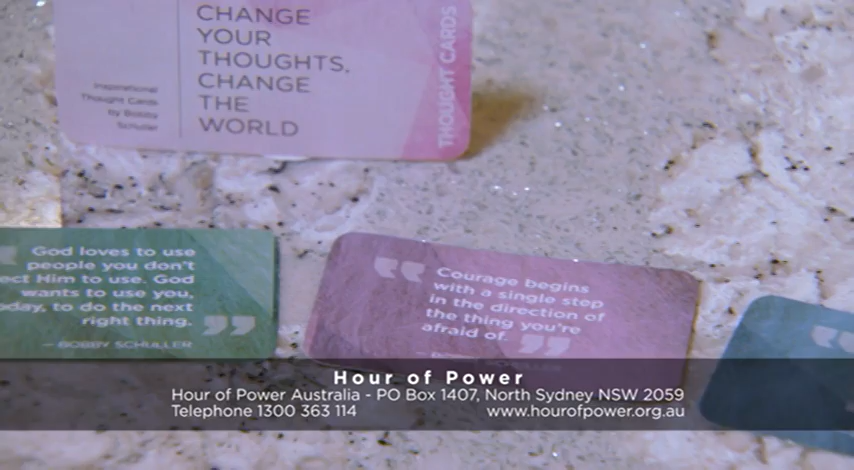 CHANGE
YOUR
THOUGHTS,
CHANGE
THE
WORLD
THOUGHT CARDS
Inspirational
Thought Cards
by Bobby
Schuller
God loves to use
people you don't
ect Him to use. God
wants to use you,
oday, to do the next
right thing.
— BOBBY SCHULLER
Courage begins
with a single step
in the direction of
the thing you're
afraid of.
Hour of Power
Hour of Power Australia - PO Box 1407, North Sydney NSW 2059
Telephone 1300 363 114 www.hourofpower.org.au